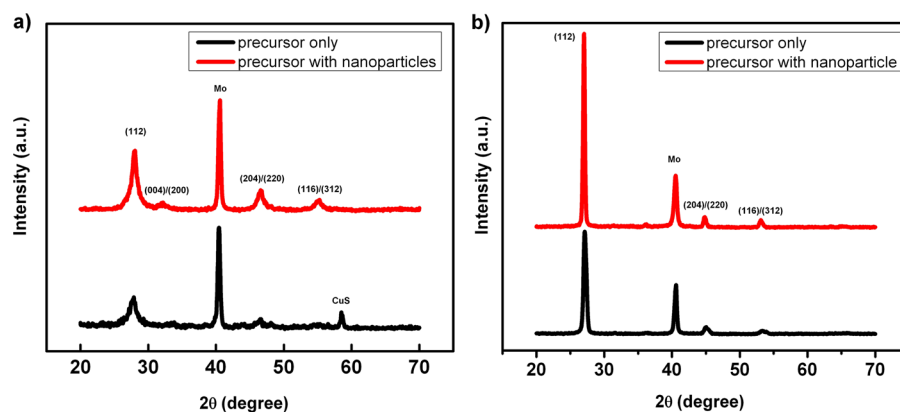 a)
precursor only
precursor with nanoparticles
Mo
(112)
(004)/(200)
(204)/(220)
(116)/(312)
CuS
Intensity (a.u.)
20 30 40 50 60 70
2θ (degree)
b)
precursor only
precursor with nanoparticle
(112)
Mo
(204)/(220)
(116)/(312)
Intensity (a.u.)
20 30 40 50 60 70
2θ (degree)